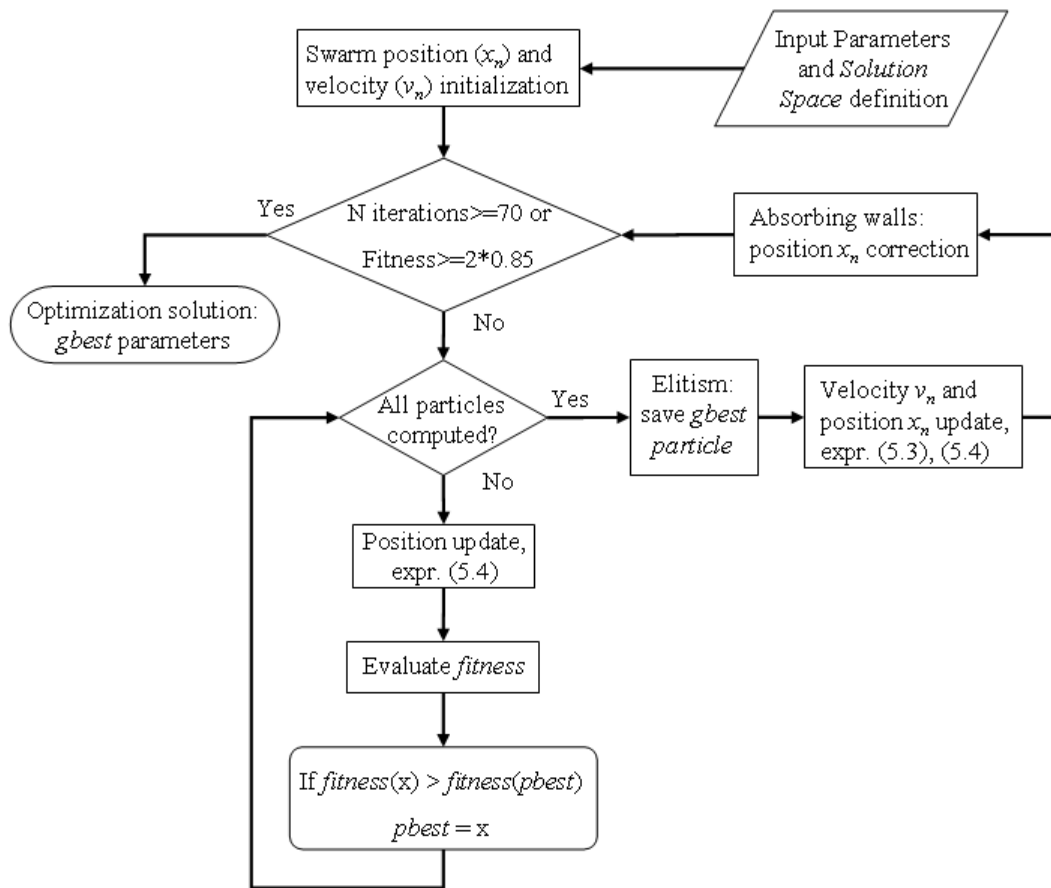 Swarm position (xn) and
velocity (vn) initialization
Input Parameters
and Solution
Space definition
Yes
N iterations>=70 or
Fitness>=2*0.85
Absorbing walls:
position xn correction
Optimization solution:
gbest parameters
No
All particles
computed?
Yes
Elitism:
save gbest
particle
Velocity vn and
position xn update,
expr. (5.3), (5.4)
No
Position update,
expr. (5.4)
Evaluate fitness
If fitness(x) > fitness(pbest)
pbest = x